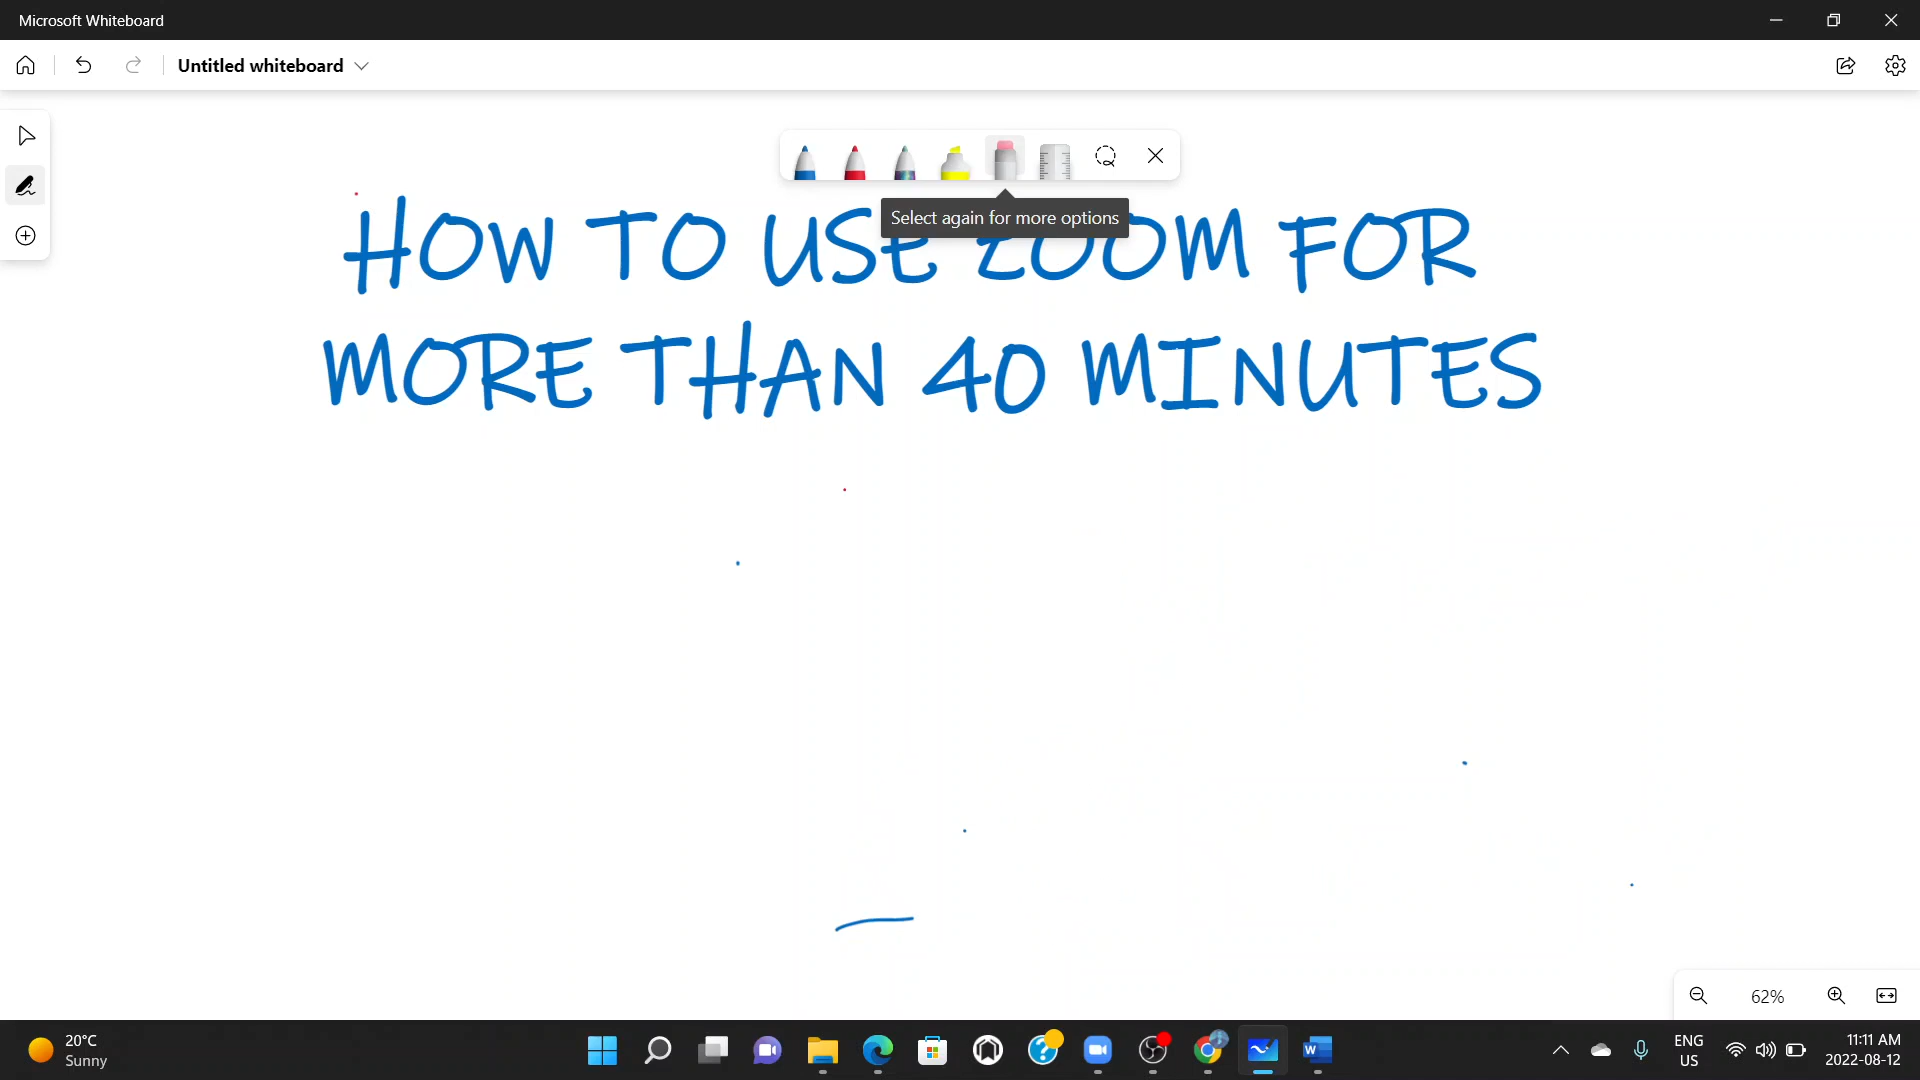 Microsoft Whiteboard
Untitled whiteboard
Select again for more options
HOW TO USE ZOOM FOR
MORE THAN 40 MINUTES
62%
20°C
Sunny
ENG
US
11:11 AM
2022-08-12